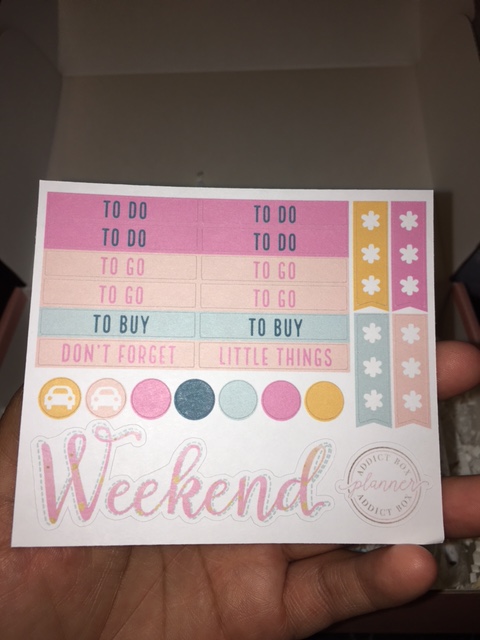 TO DO TO DO
TO DO TO DO
TO GO TO GO
TO GO TO GO
TO BUY TO BUY
DON'T FORGET LITTLE THINGS
Weekend
ADDICT BOX
planner
ADDICT BOX